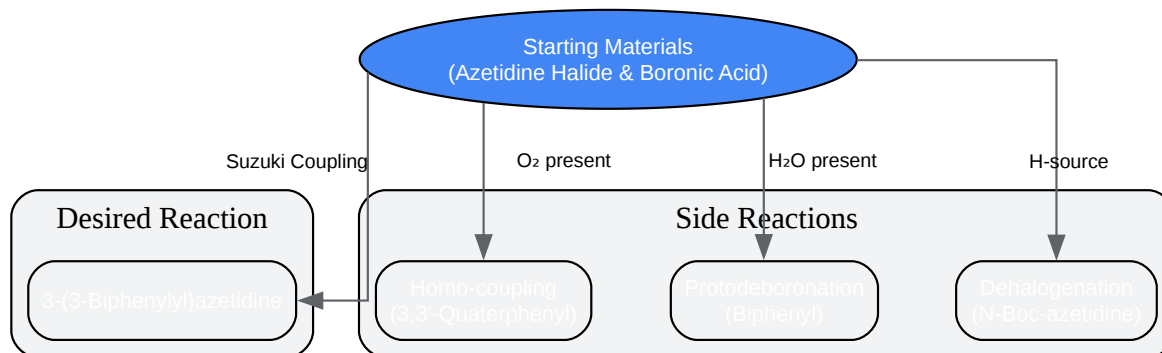 Starting Materials
(Azetidine Halide & Boronic Acid)
Suzuki Coupling
O₂ present
H₂O present
H-source
Desired Reaction
Side Reactions
3-(3-Biphenylyl)azetidine
Homo-coupling
(3,3'-Quaterphenyl)
Protodeboronation
(Biphenyl)
Dehalogenation
(N-Boc-azetidine)